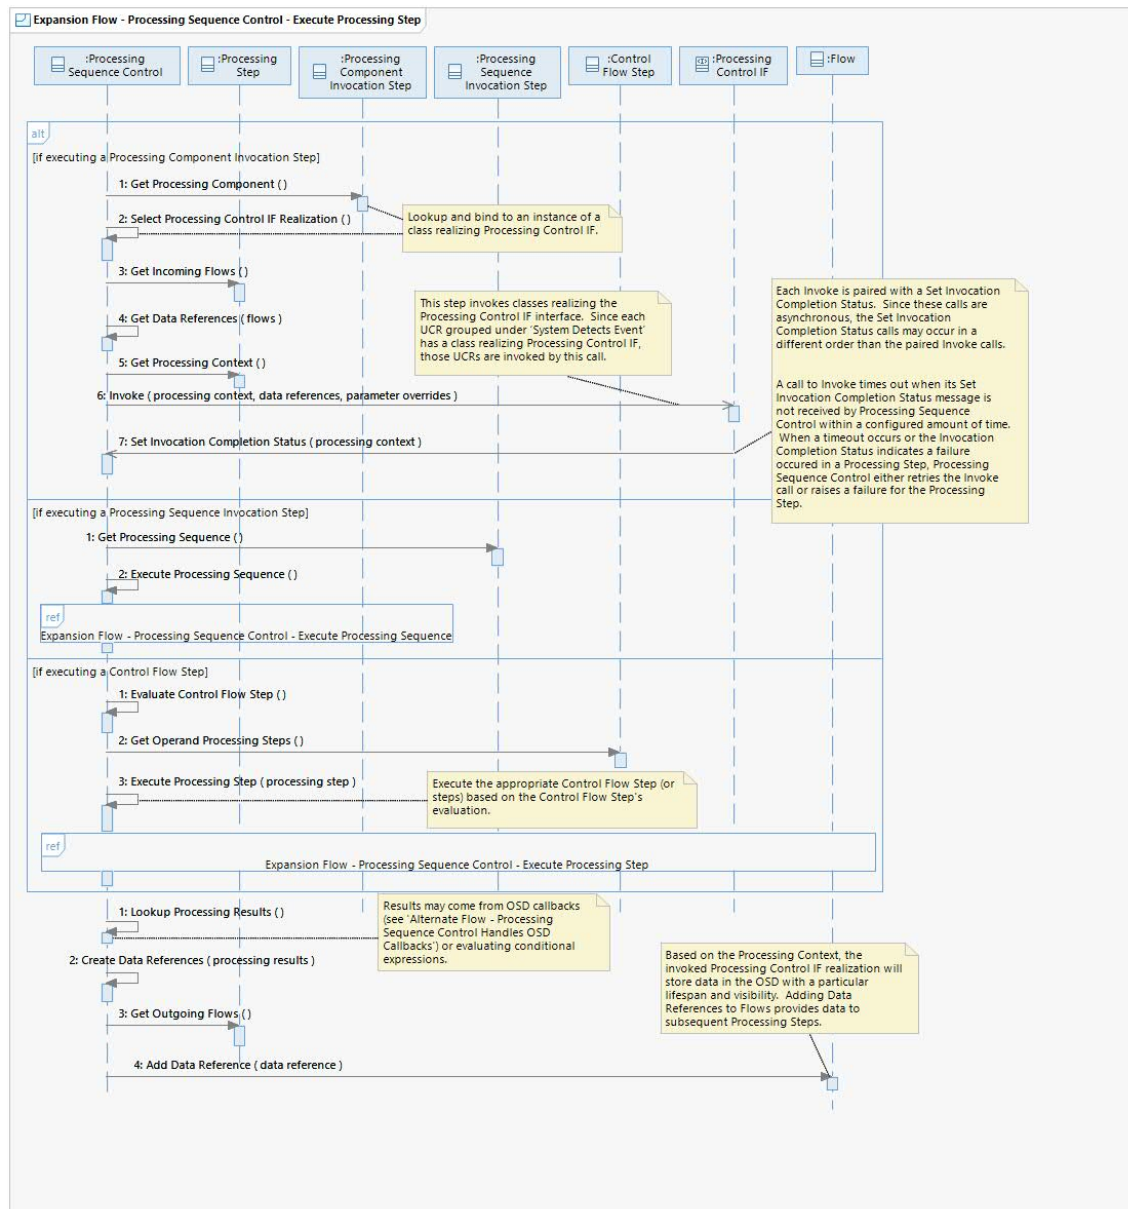 Expansion Flow - Processing Sequence Control - Execute Processing Step
:Processing
Sequence Control
:Processing
Step
:Processing
Component
Invocation Step
:Processing
Sequence
Invocation Step
:Control
Flow Step
:Processing
Control IF
:Flow
alt
[if executing a Processing Component Invocation Step]
1: Get Processing Component ( )
2: Select Processing Control IF Realization ( )
Lookup and bind to an instance of a
class realizing Processing Control IF.
3: Get Incoming Flows ( )
4: Get Data References ( flows )
5: Get Processing Context ( )
This step invokes classes realizing the
Processing Control IF interface. Since each
UCR grouped under 'System Detects Event'
has a class realizing Processing Control IF,
those UCRs are invoked by this call.
6: Invoke ( processing context, data references, parameter overrides )
7: Set Invocation Completion Status ( processing context )
Each Invoke is paired with a Set Invocation
Completion Status. Since these calls are
asynchronous, the Set Invocation
Completion Status calls may occur in a
different order than the paired Invoke calls.
A call to Invoke times out when its Set
Invocation Completion Status message is
not received by Processing Sequence
Control within a configured amount of time.
When a timeout occurs or the Invocation
Completion Status indicates a failure
occured in a Processing Step, Processing
Sequence Control either retries the Invoke
call or raises a failure for the Processing
Step.
[if executing a Processing Sequence Invocation Step]
1: Get Processing Sequence ( )
2: Execute Processing Sequence ( )
ref
Expansion Flow - Processing Sequence Control - Execute Processing Sequence
[if executing a Control Flow Step]
1: Evaluate Control Flow Step ( )
2: Get Operand Processing Steps ( )
3: Execute Processing Step ( processing step )
Execute the appropriate Control Flow Step (or
steps) based on the Control Flow Step's
evaluation.
ref
Expansion Flow - Processing Sequence Control - Execute Processing Step
1: Lookup Processing Results ( )
Results may come from OSD callbacks
(see 'Alternate Flow - Processing
Sequence Control Handles OSD
Callbacks') or evaluating conditional
expressions.
2: Create Data References ( processing results )
3: Get Outgoing Flows ( )
Based on the Processing Context, the
invoked Processing Control IF realization will
store data in the OSD with a particular
lifespan and visibility. Adding Data
References to Flows provides data to
subsequent Processing Steps.
4: Add Data Reference ( data reference )